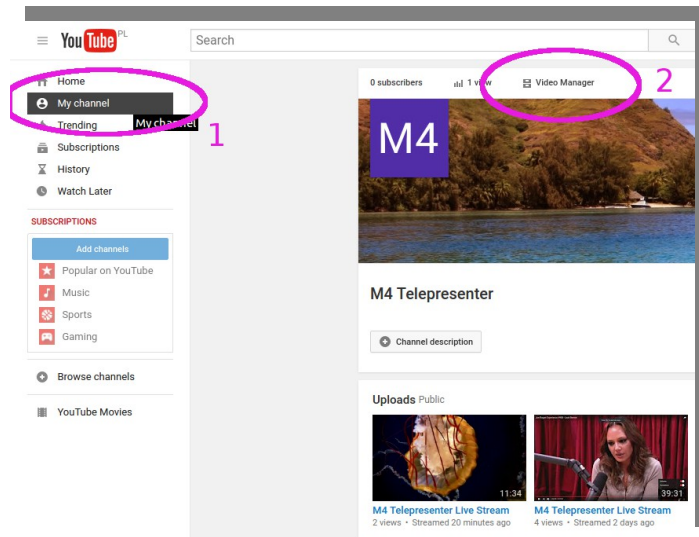 YouTube PL
Search
Home
My channel
Trending
My channel
1
Subscriptions
History
Watch Later
SUBSCRIPTIONS
Add channels
Popular on YouTube
Music
Sports
Gaming
Browse channels
YouTube Movies
0 subscribers
1 view
Video Manager
2
M4
M4 Telepresenter
Channel description
Uploads Public
11:34
M4 Telepresenter Live Stream
2 views • Streamed 20 minutes ago
39:31
M4 Telepresenter Live Stream
4 views • Streamed 2 days ago